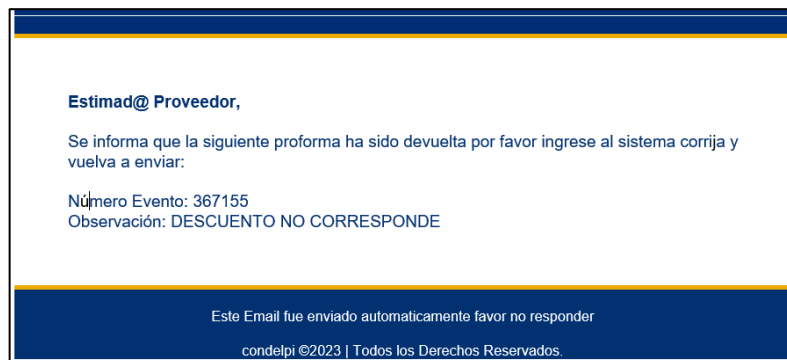 Estimad@ Proveedor,
Se informa que la siguiente proforma ha sido devuelta por favor ingrese al sistema corrija y
vuelva a enviar:
Número Evento: 367155
Observación: DESCUENTO NO CORRESPONDE
Este Email fue enviado automaticamente favor no responder
condelpi ©2023 | Todos los Derechos Reservados.